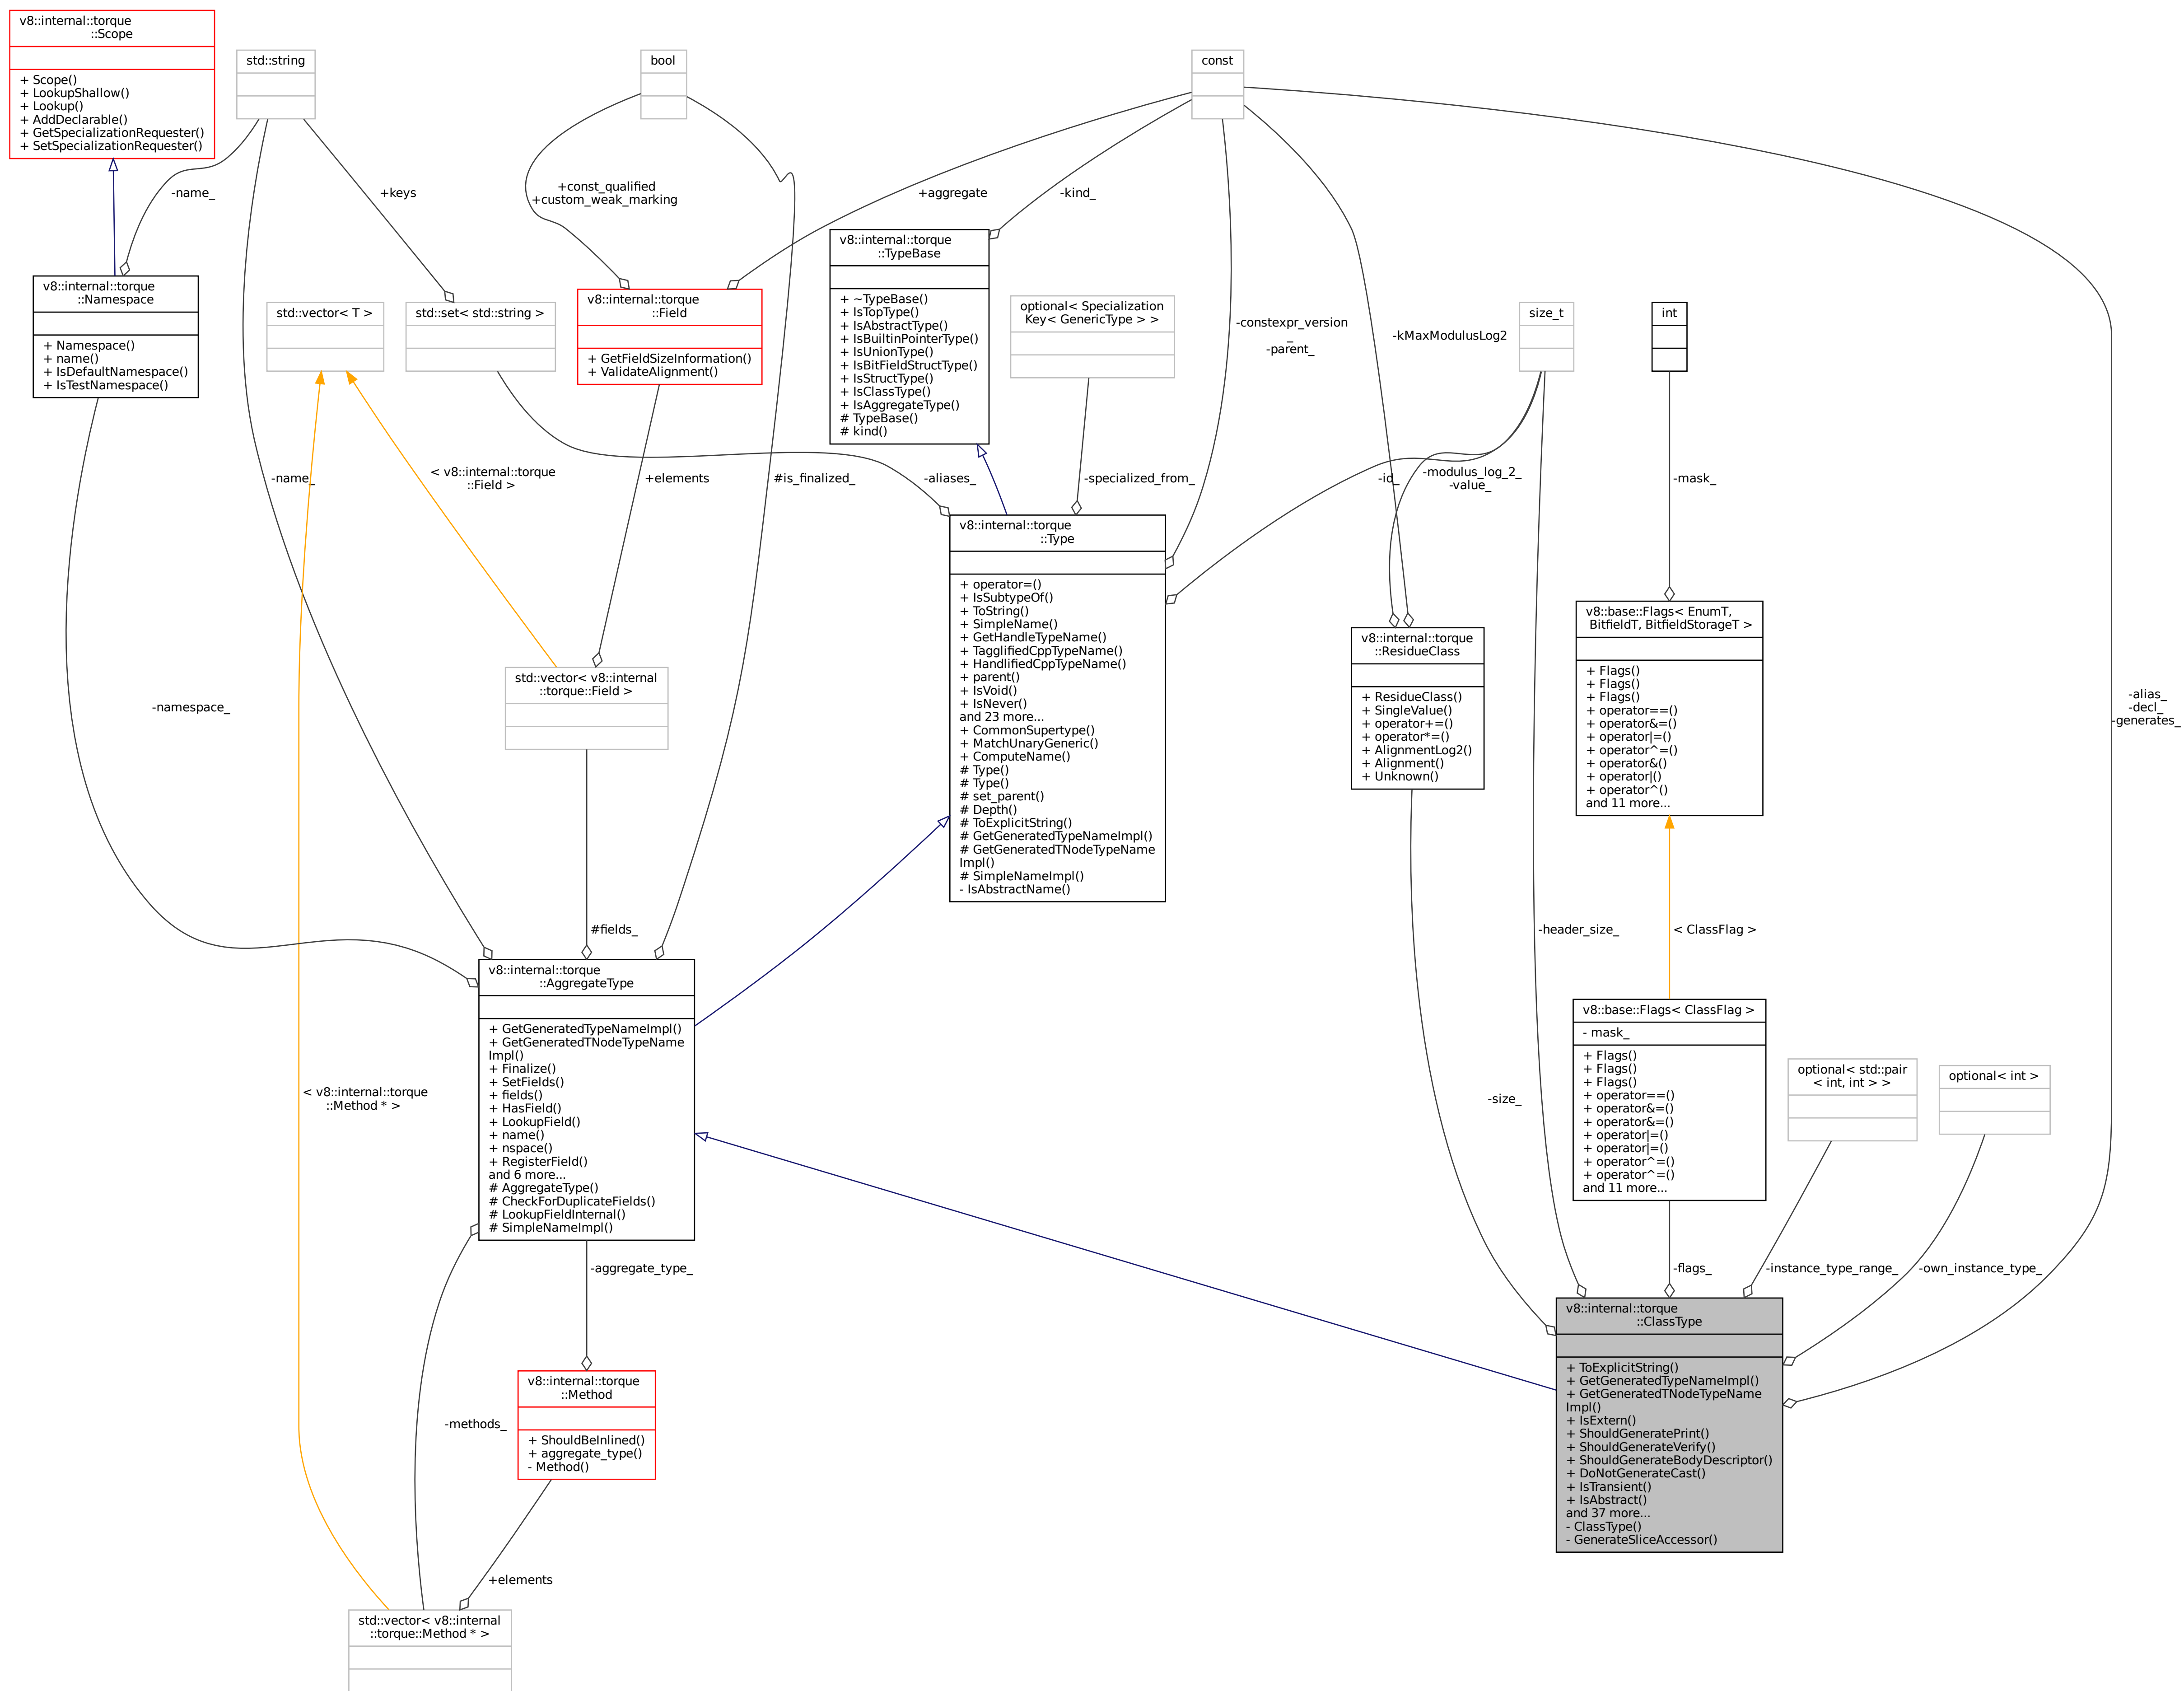 v8::internal::torque
::Scope
+ Scope()
+ LookupShallow()
+ Lookup()
+ AddDeclarable()
+ GetSpecializationRequester()
+ SetSpecializationRequester()
std::string
bool
const
-name_
+keys
+const_qualified
+custom_weak_marking
+aggregate
-kind_
v8::internal::torque
::Namespace
+ Namespace()
+ name()
+ IsDefaultNamespace()
+ IsTestNamespace()
std::vector< T >
std::set< std::string >
v8::internal::torque
::Field
+ GetFieldSizeInformation()
+ ValidateAlignment()
v8::internal::torque
::TypeBase
+ ~TypeBase()
+ IsTopType()
+ IsAbstractType()
+ IsBuiltinPointerType()
+ IsUnionType()
+ IsBitFieldStructType()
+ IsStructType()
+ IsClassType()
+ IsAggregateType()
# TypeBase()
# kind()
optional< Specialization
Key< GenericType > >
-constexpr_version
_
-parent_
-kMaxModulusLog2
size_t
int
-name_
< v8::internal::torque
::Field >
+elements
#is_finalized_
-aliases_
-specialized_from_
-id_
-modulus_log_2_
-value_
-mask_
v8::internal::torque
::Type
+ operator=()
+ IsSubtypeOf()
+ ToString()
+ SimpleName()
+ GetHandleTypeName()
+ TagglifiedCppTypeName()
+ HandlifiedCppTypeName()
+ parent()
+ IsVoid()
+ IsNever()
and 23 more...
+ CommonSupertype()
+ MatchUnaryGeneric()
+ ComputeName()
# Type()
# Type()
# set_parent()
# Depth()
# ToExplicitString()
# GetGeneratedTypeNameImpl()
# GetGeneratedTNodeTypeName
Impl()
# SimpleNameImpl()
- IsAbstractName()
v8::internal::torque
::ResidueClass
+ ResidueClass()
+ SingleValue()
+ operator+=()
+ operator*=()
+ AlignmentLog2()
+ Alignment()
+ Unknown()
v8::base::Flags< EnumT,
BitfieldT, BitfieldStorageT >
+ Flags()
+ Flags()
+ Flags()
+ operator==()
+ operator&=()
+ operator|=()
+ operator^=()
+ operator&()
+ operator|()
+ operator^()
and 11 more...
-namespace_
std::vector< v8::internal
::torque::Field >
-alias_
-decl_
-generates_
#fields_
-header_size_
< ClassFlag >
v8::internal::torque
::AggregateType
+ GetGeneratedTypeNameImpl()
+ GetGeneratedTNodeTypeName
Impl()
+ Finalize()
+ SetFields()
+ fields()
+ HasField()
+ LookupField()
+ name()
+ nspace()
+ RegisterField()
and 6 more...
# AggregateType()
# CheckForDuplicateFields()
# LookupFieldInternal()
# SimpleNameImpl()
< v8::internal::torque
::Method * >
-size_
v8::base::Flags< ClassFlag >
- mask_
+ Flags()
+ Flags()
+ Flags()
+ operator==()
+ operator&=()
+ operator&=()
+ operator|=()
+ operator|=()
+ operator^=()
+ operator^=()
and 11 more...
optional< std::pair
< int, int > >
optional< int >
-aggregate_type_
-flags_
-instance_type_range_
-own_instance_type_
v8::internal::torque
::ClassType
+ ToExplicitString()
+ GetGeneratedTypeNameImpl()
+ GetGeneratedTNodeTypeName
Impl()
+ IsExtern()
+ ShouldGeneratePrint()
+ ShouldGenerateVerify()
+ ShouldGenerateBodyDescriptor()
+ DoNotGenerateCast()
+ IsTransient()
+ IsAbstract()
and 37 more...
- ClassType()
- GenerateSliceAccessor()
-methods_
v8::internal::torque
::Method
+ ShouldBeInlined()
+ aggregate_type()
- Method()
+elements
std::vector< v8::internal
::torque::Method * >